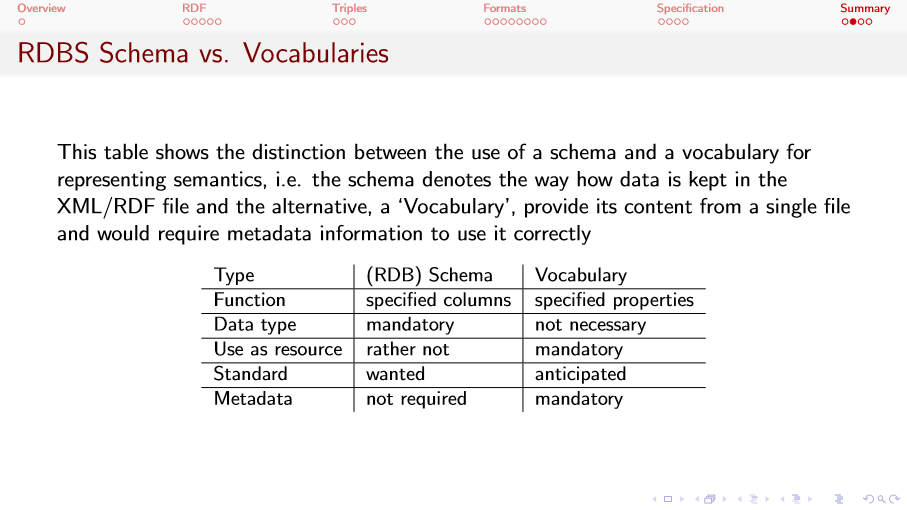 Overview RDF Triples Formats Specification Summary
RDBS Schema vs. Vocabularies
This table shows the distinction between the use of a schema and a vocabulary for
representing semantics, i.e. the schema denotes the way how data is kept in the
XML/RDF file and the alternative, a ‘Vocabulary’, provide its content from a single file
and would require metadata information to use it correctly
Type (RDB) Schema Vocabulary
Function specified columns specified properties
Data type mandatory not necessary
Use as resource rather not mandatory
Standard wanted anticipated
Metadata not required mandatory